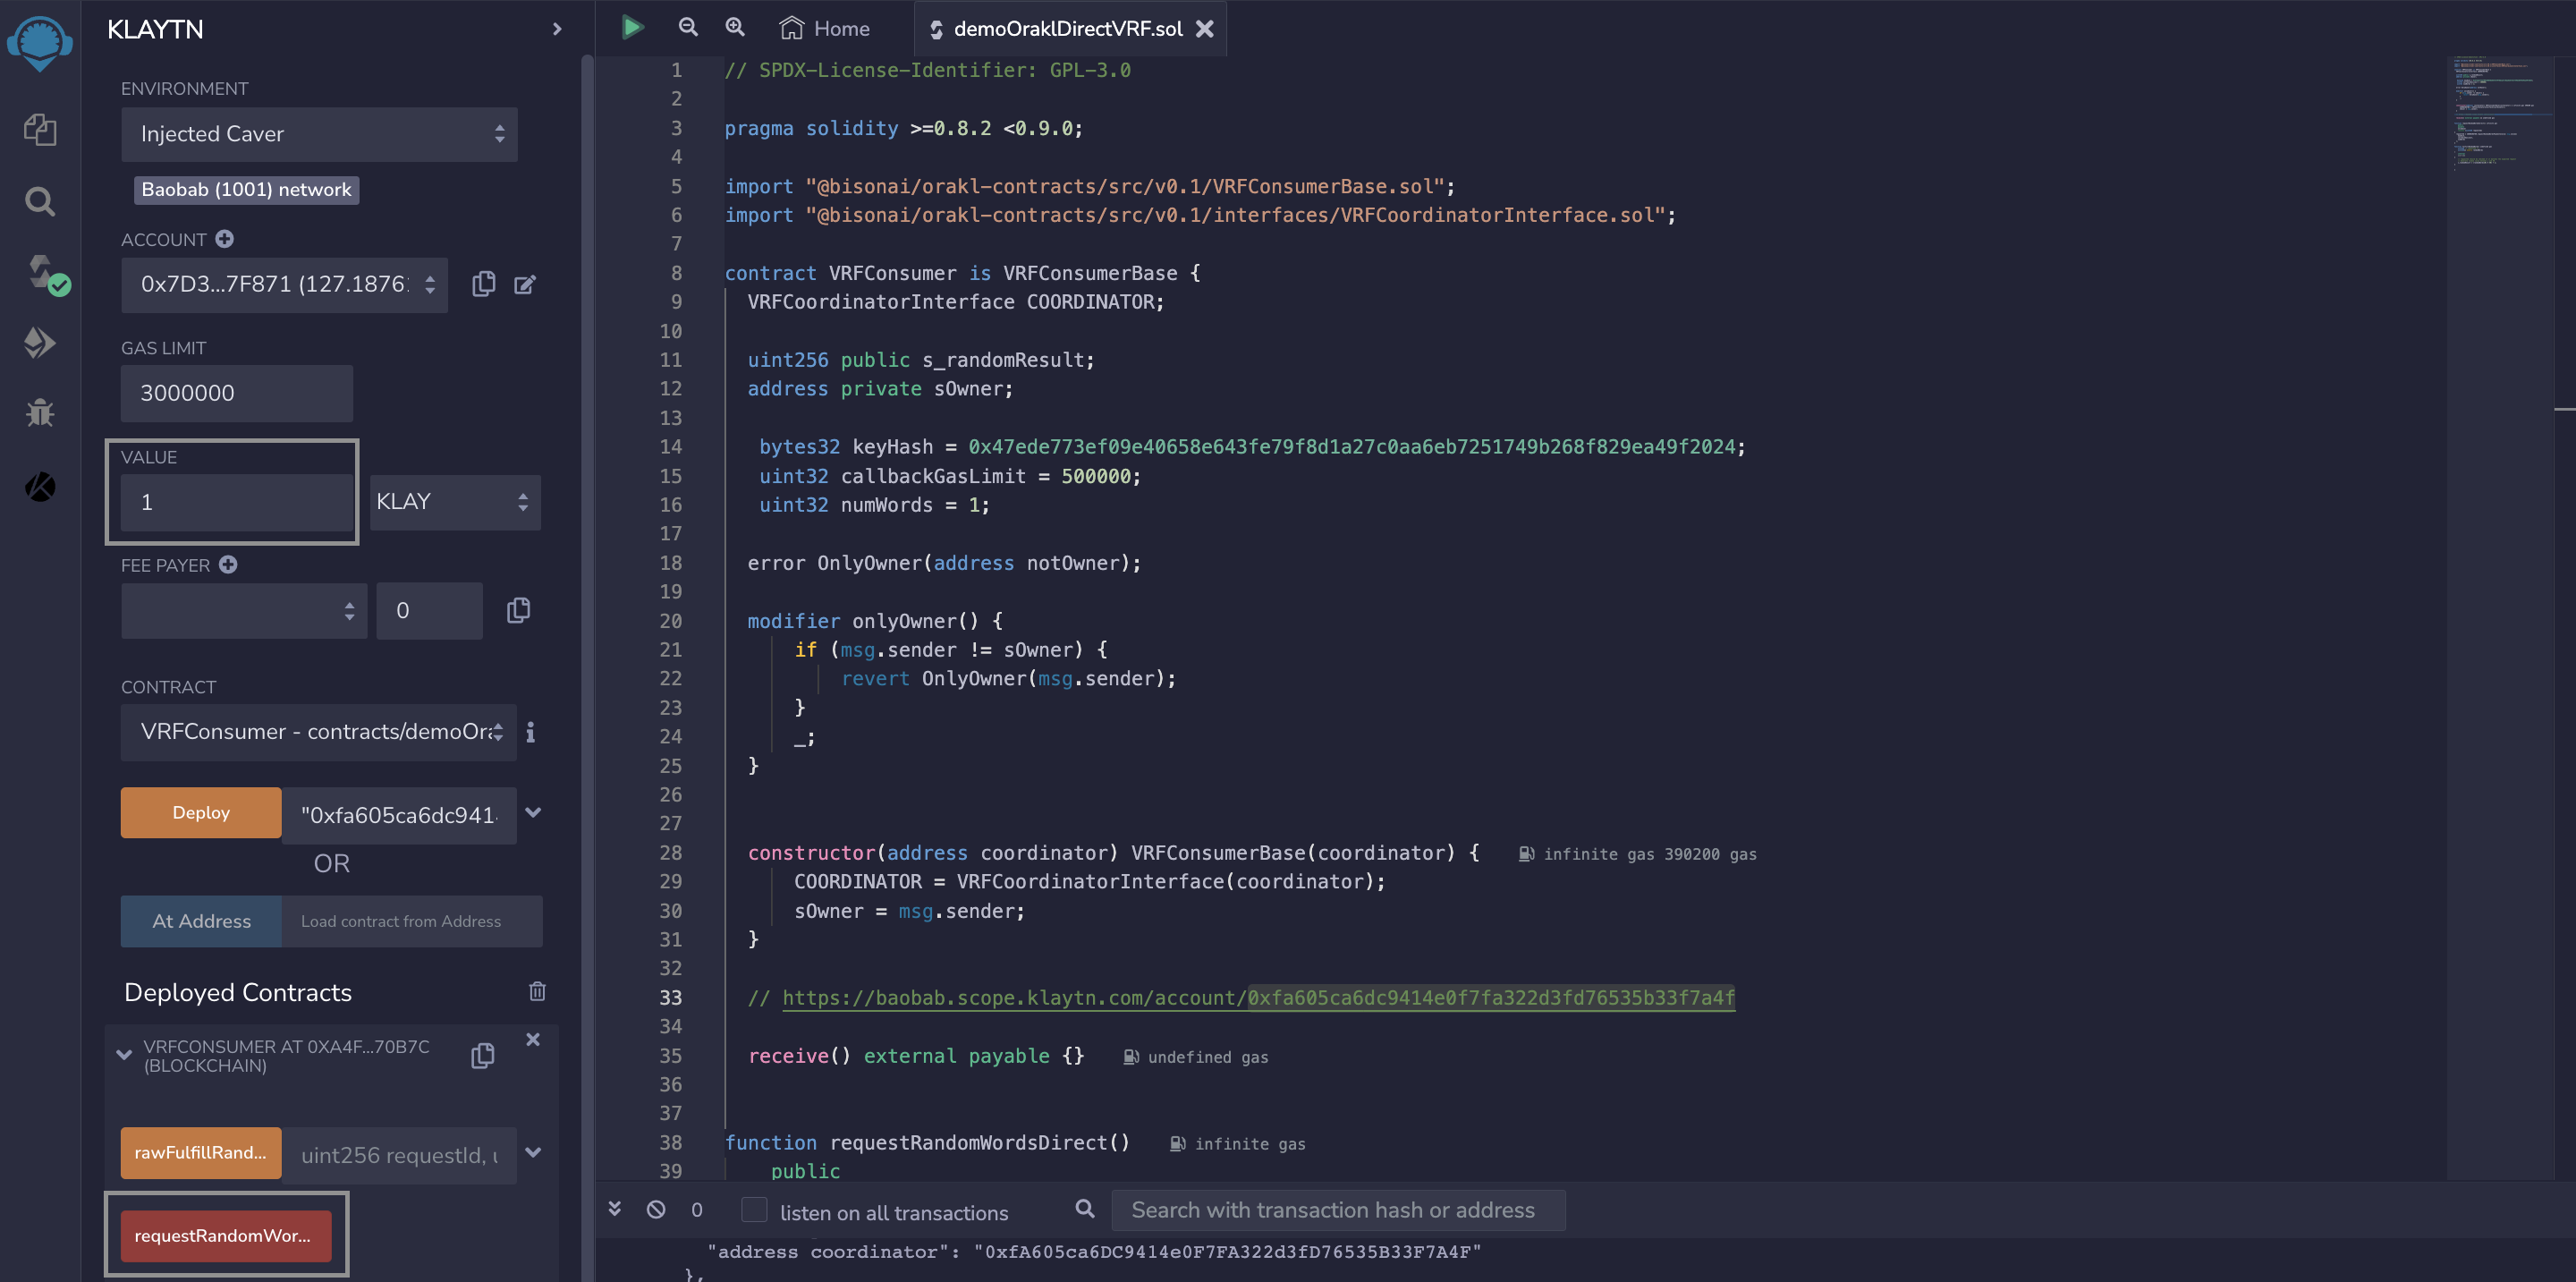 KLAYTN
ENVIRONMENT
Injected Caver
Baobab (1001) network
ACCOUNT
0x7D3...7F871 (127.1876
GAS LIMIT
3000000
VALUE
1
KLAY
FEE PAYER
0
CONTRACT
VRFConsumer - contracts/demoOra
Deploy
"0xfa605ca6dc941
OR
At Address
Load contract from Address
Deployed Contracts
VRFCONSUMER AT 0XA4F...70B7C
(BLOCKCHAIN)
rawFulfillRand...
uint256 requestId, u
requestRandomWor...
Home
demoOraklDirectVRF.sol
1 // SPDX-License-Identifier: GPL-3.0
2
3 pragma solidity >=0.8.2 <0.9.0;
4
5 import "@bisonai/orakl-contracts/src/v0.1/VRFConsumerBase.sol";
6 import "@bisonai/orakl-contracts/src/v0.1/interfaces/VRFCoordinatorInterface.sol";
7
8 contract VRFConsumer is VRFConsumerBase {
9 VRFCoordinatorInterface COORDINATOR;
10
11 uint256 public s_randomResult;
12 address private sOwner;
13
14 bytes32 keyHash = 0x47ede773ef09e40658e643fe79f8d1a27c0aa6eb7251749b268f829ea49f2024;
15 uint32 callbackGasLimit = 500000;
16 uint32 numWords = 1;
17
18 error OnlyOwner(address notOwner);
19
20 modifier onlyOwner() {
21 if (msg.sender != sOwner) {
22 revert OnlyOwner(msg.sender);
23 }
24 _;
25 }
26
27
28 constructor(address coordinator) VRFConsumerBase(coordinator) { infinite gas 390200 gas
29 COORDINATOR = VRFCoordinatorInterface(coordinator);
30 sOwner = msg.sender;
31 }
32
33 // https://baobab.scope.klaytn.com/account/0xfa605ca6dc9414e0f7fa322d3fd76535b33f7a4f
34
35 receive() external payable {} undefined gas
36
37
38 function requestRandomWordsDirect() infinite gas
39 public
0
listen on all transactions
Search with transaction hash or address
"address coordinator": "0xfA605ca6DC9414e0F7FA322d3fD76535B33F7A4F"
},